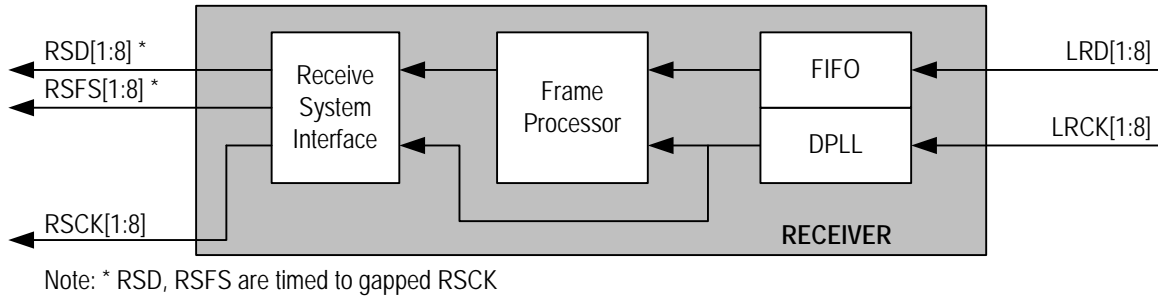 RSD[1:8] *
RSFS[1:8] *
RSCK[1:8]
Receive
System
Interface
Frame
Processor
FIFO
DPLL
LRD[1:8]
LRCK[1:8]
RECEIVER
Note: * RSD, RSFS are timed to gapped RSCK